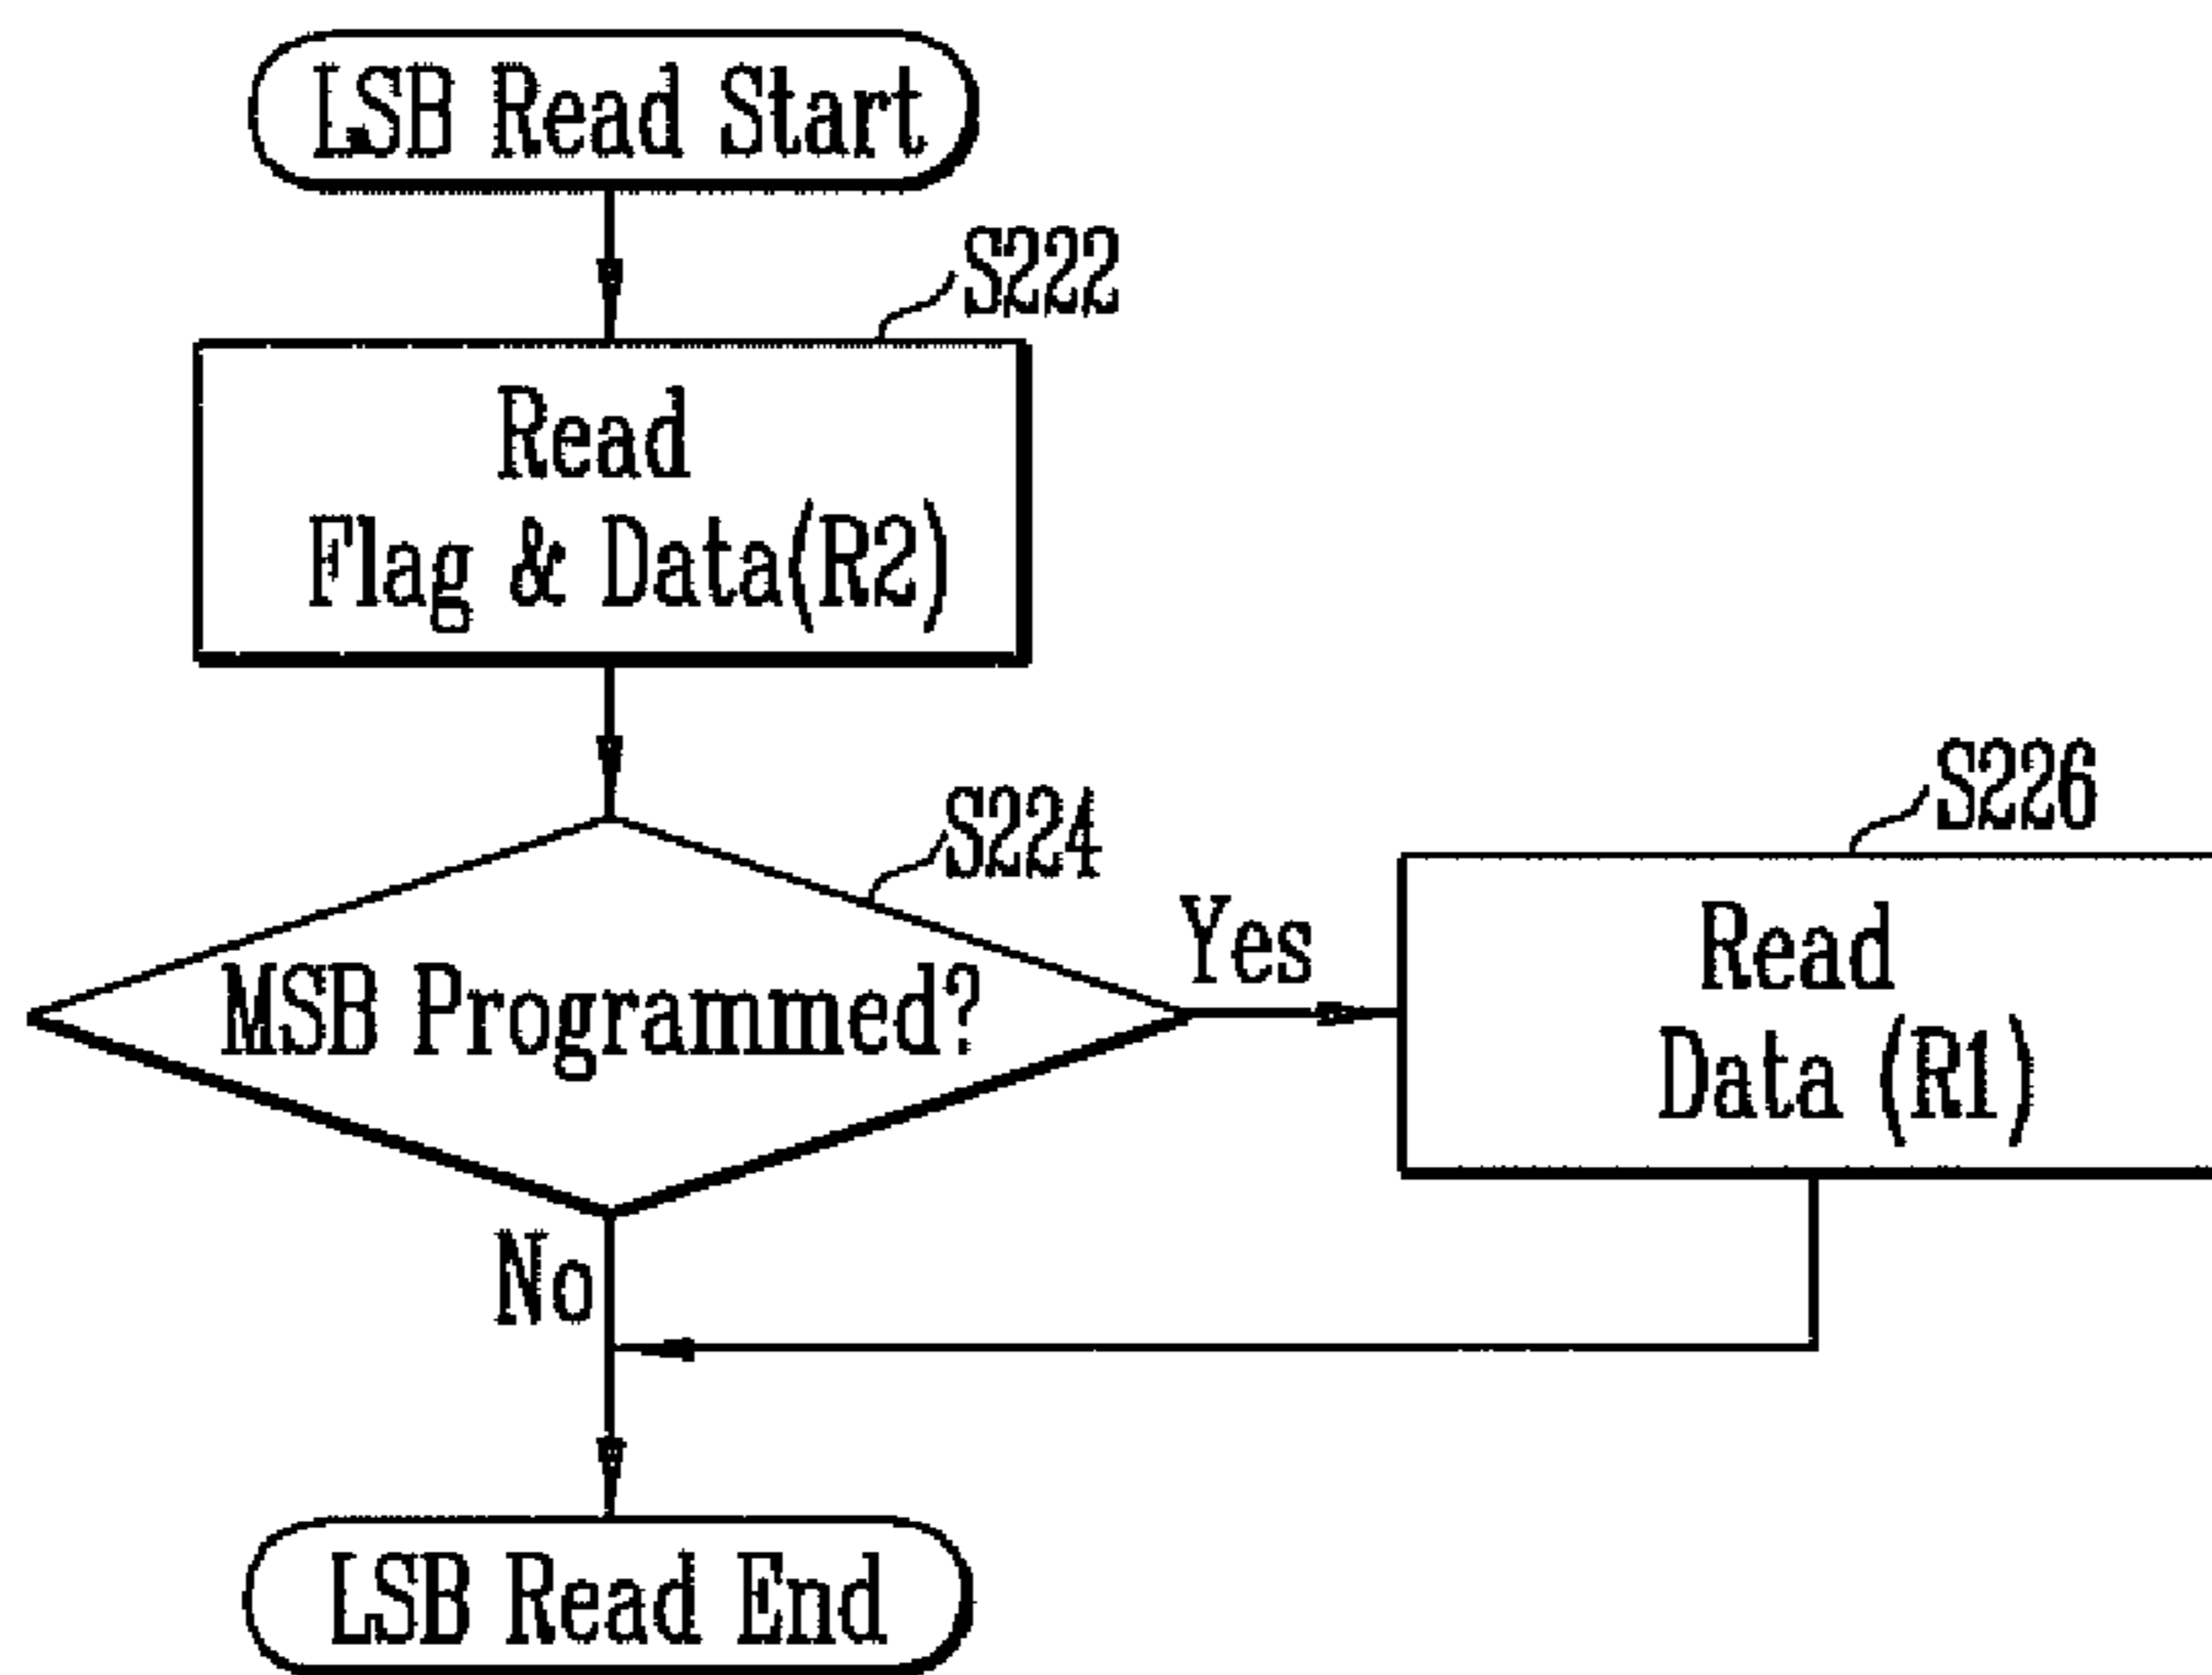 LSB Read Start
S222
Read
Flag & Data(R2)
S224
MSB Programmed?
Yes
S226
Read
Data (R1)
No
LSB Read End